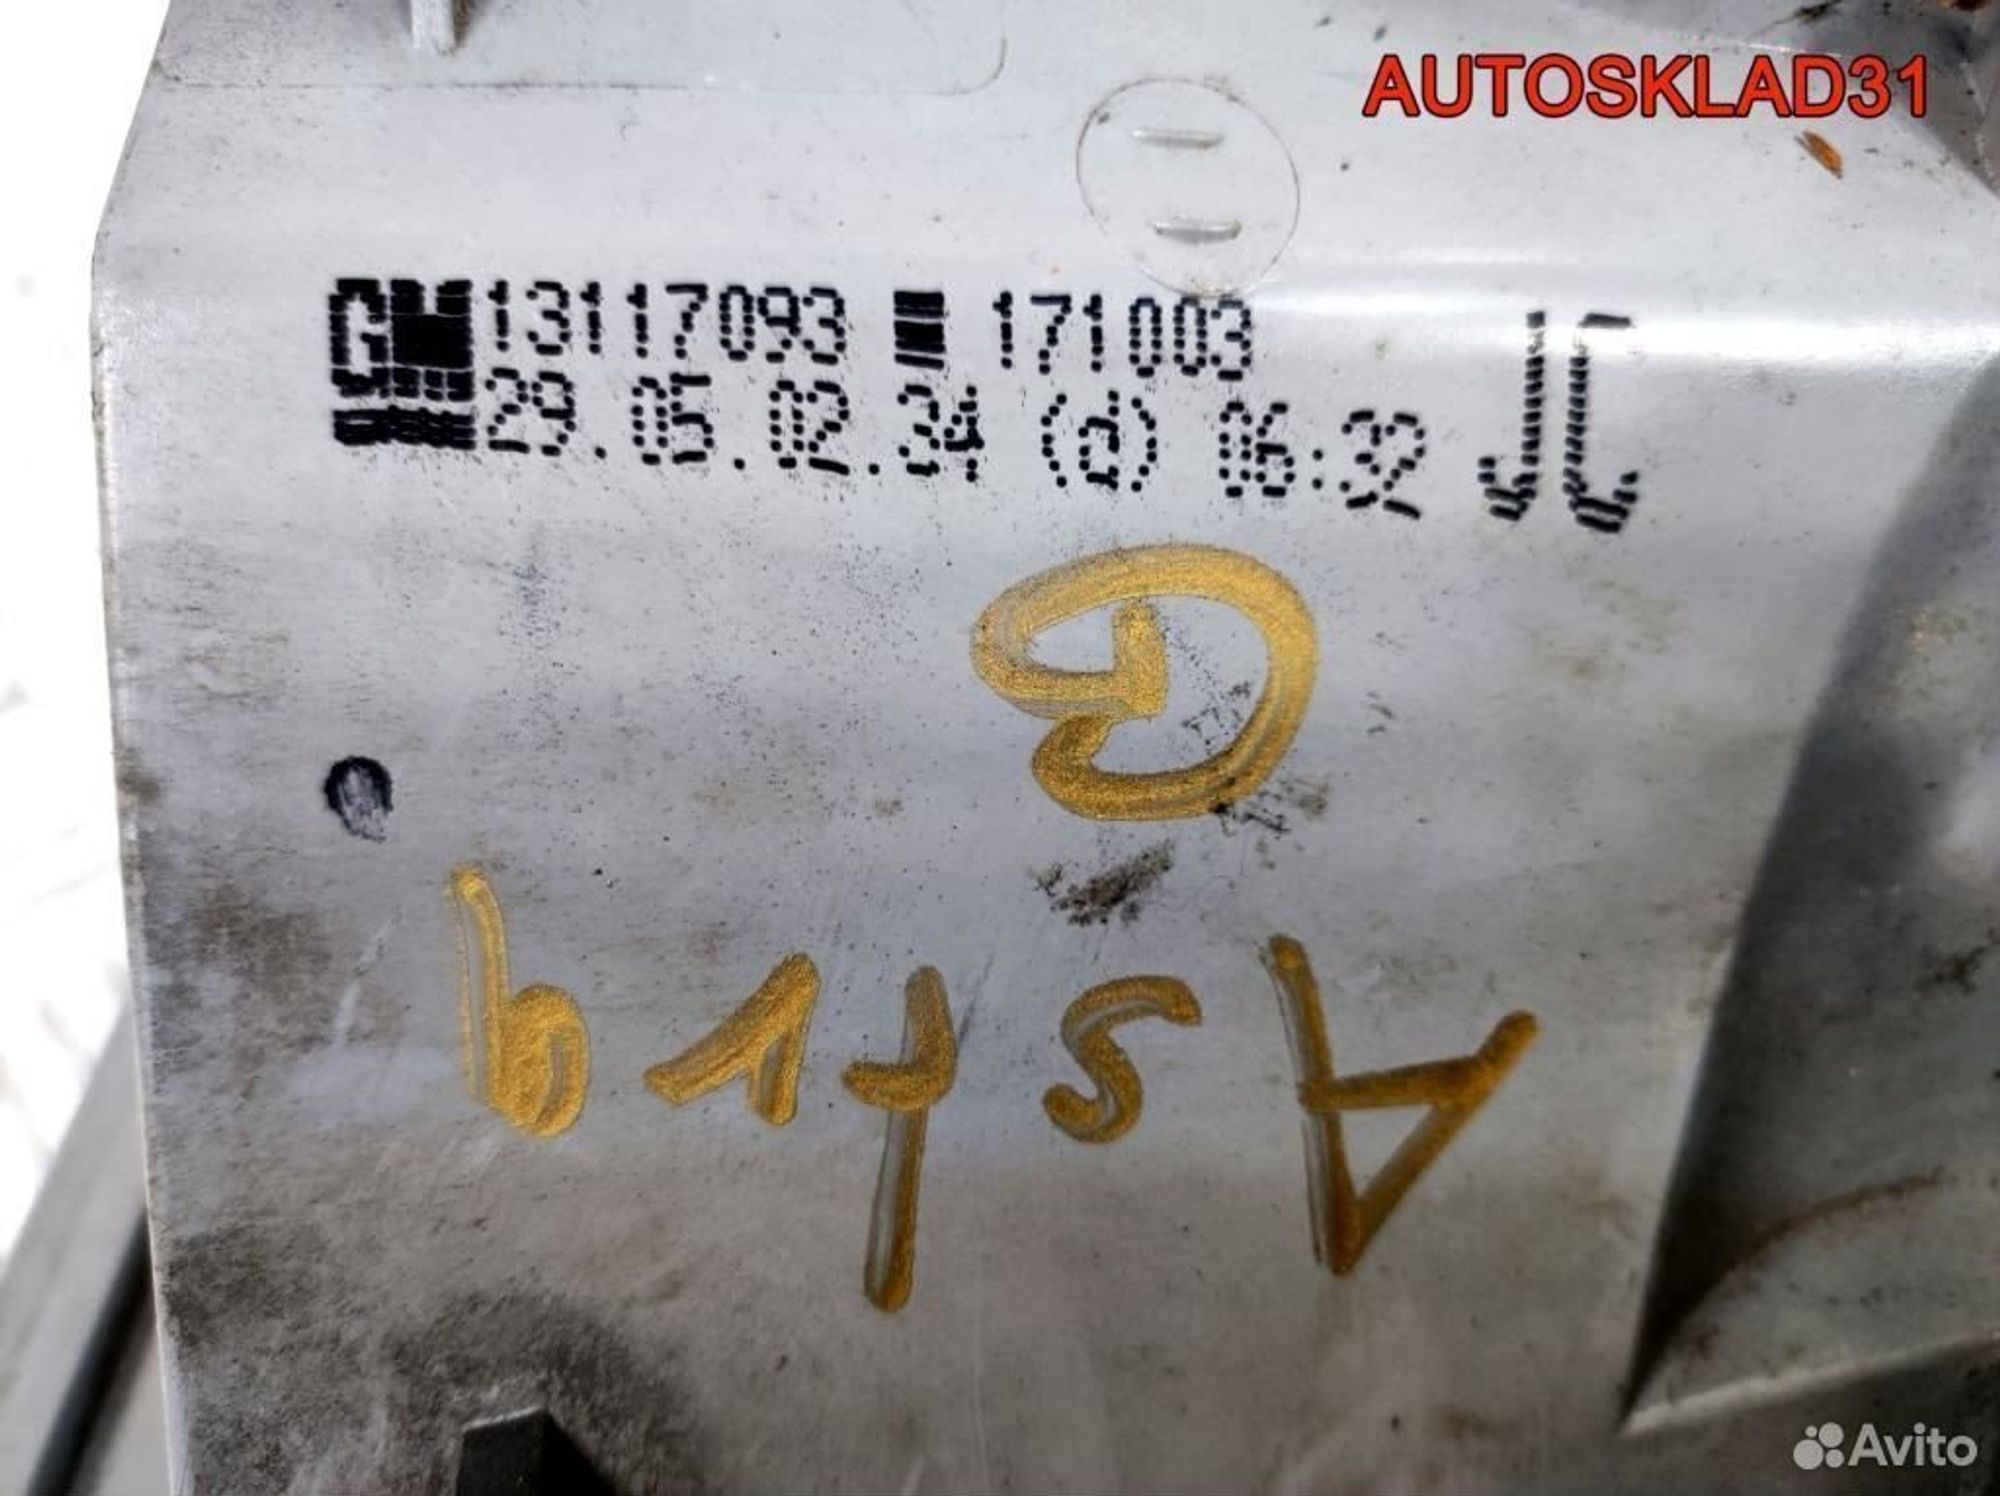 AUTOSKLAD31
GM 13117093 171003
29.05.02.34 (d) 06:32 JC
G
Astra
Avito